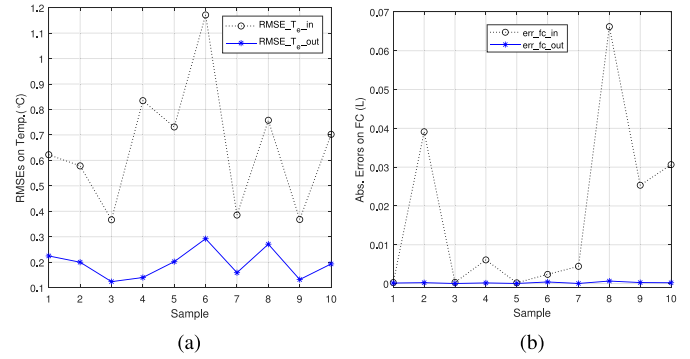 RMSE_T_e_in
RMSE_T_e_out
1.2
1.1
1
0.9
0.8
0.7
0.6
0.5
0.4
0.3
0.2
0.1
RMSEs on Temp.(°C)
1 2 3 4 5 6 7 8 9 10
Sample
(a)
err_fc_in
err_fc_out
0.07
0.06
0.05
0.04
0.03
0.02
0.01
0
Abs. Errors on FC (L)
1 2 3 4 5 6 7 8 9 10
Sample
(b)